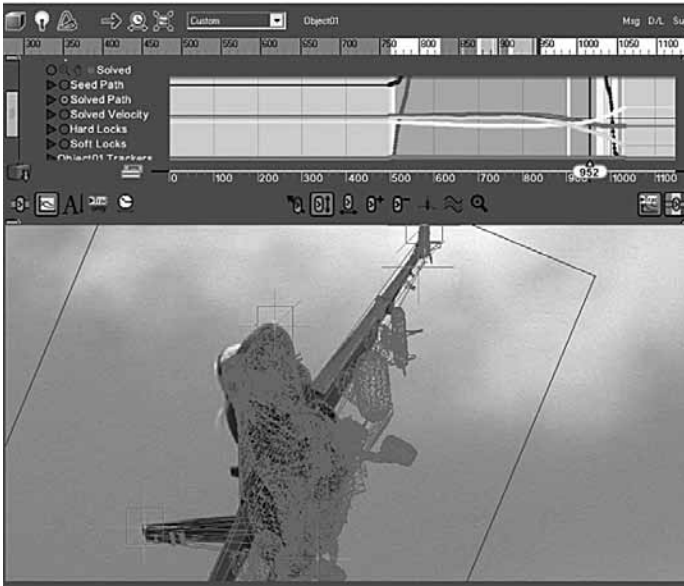 Custom Object01 Msg D/L Su
300 350 400 450 500 550 600 650 700 750 800 850 900 950 1000 1050 1100
Solved
Seed Path
Solved Path
Solved Velocity
Hard Locks
Soft Locks
Object01 Trackers
952
0 100 200 300 400 500 600 700 800 1000 1100